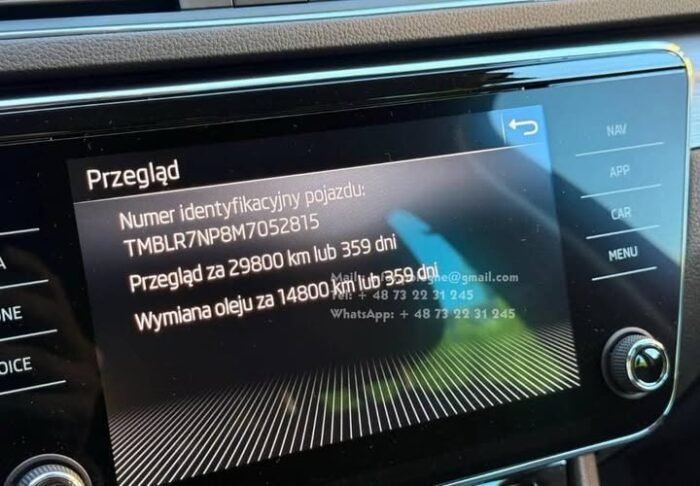 Przegląd
Numer identyfikacyjny pojazdu:
TMBLR7NP8M7052815
Przegląd za 29800 km lub 359 dni
Wymiana oleju za 14800 km lub 359 dni
Tel: + 48 73 22 31 245
WhatsApp: + 48 73 22 31 245
NAV
APP
CAR
MENU